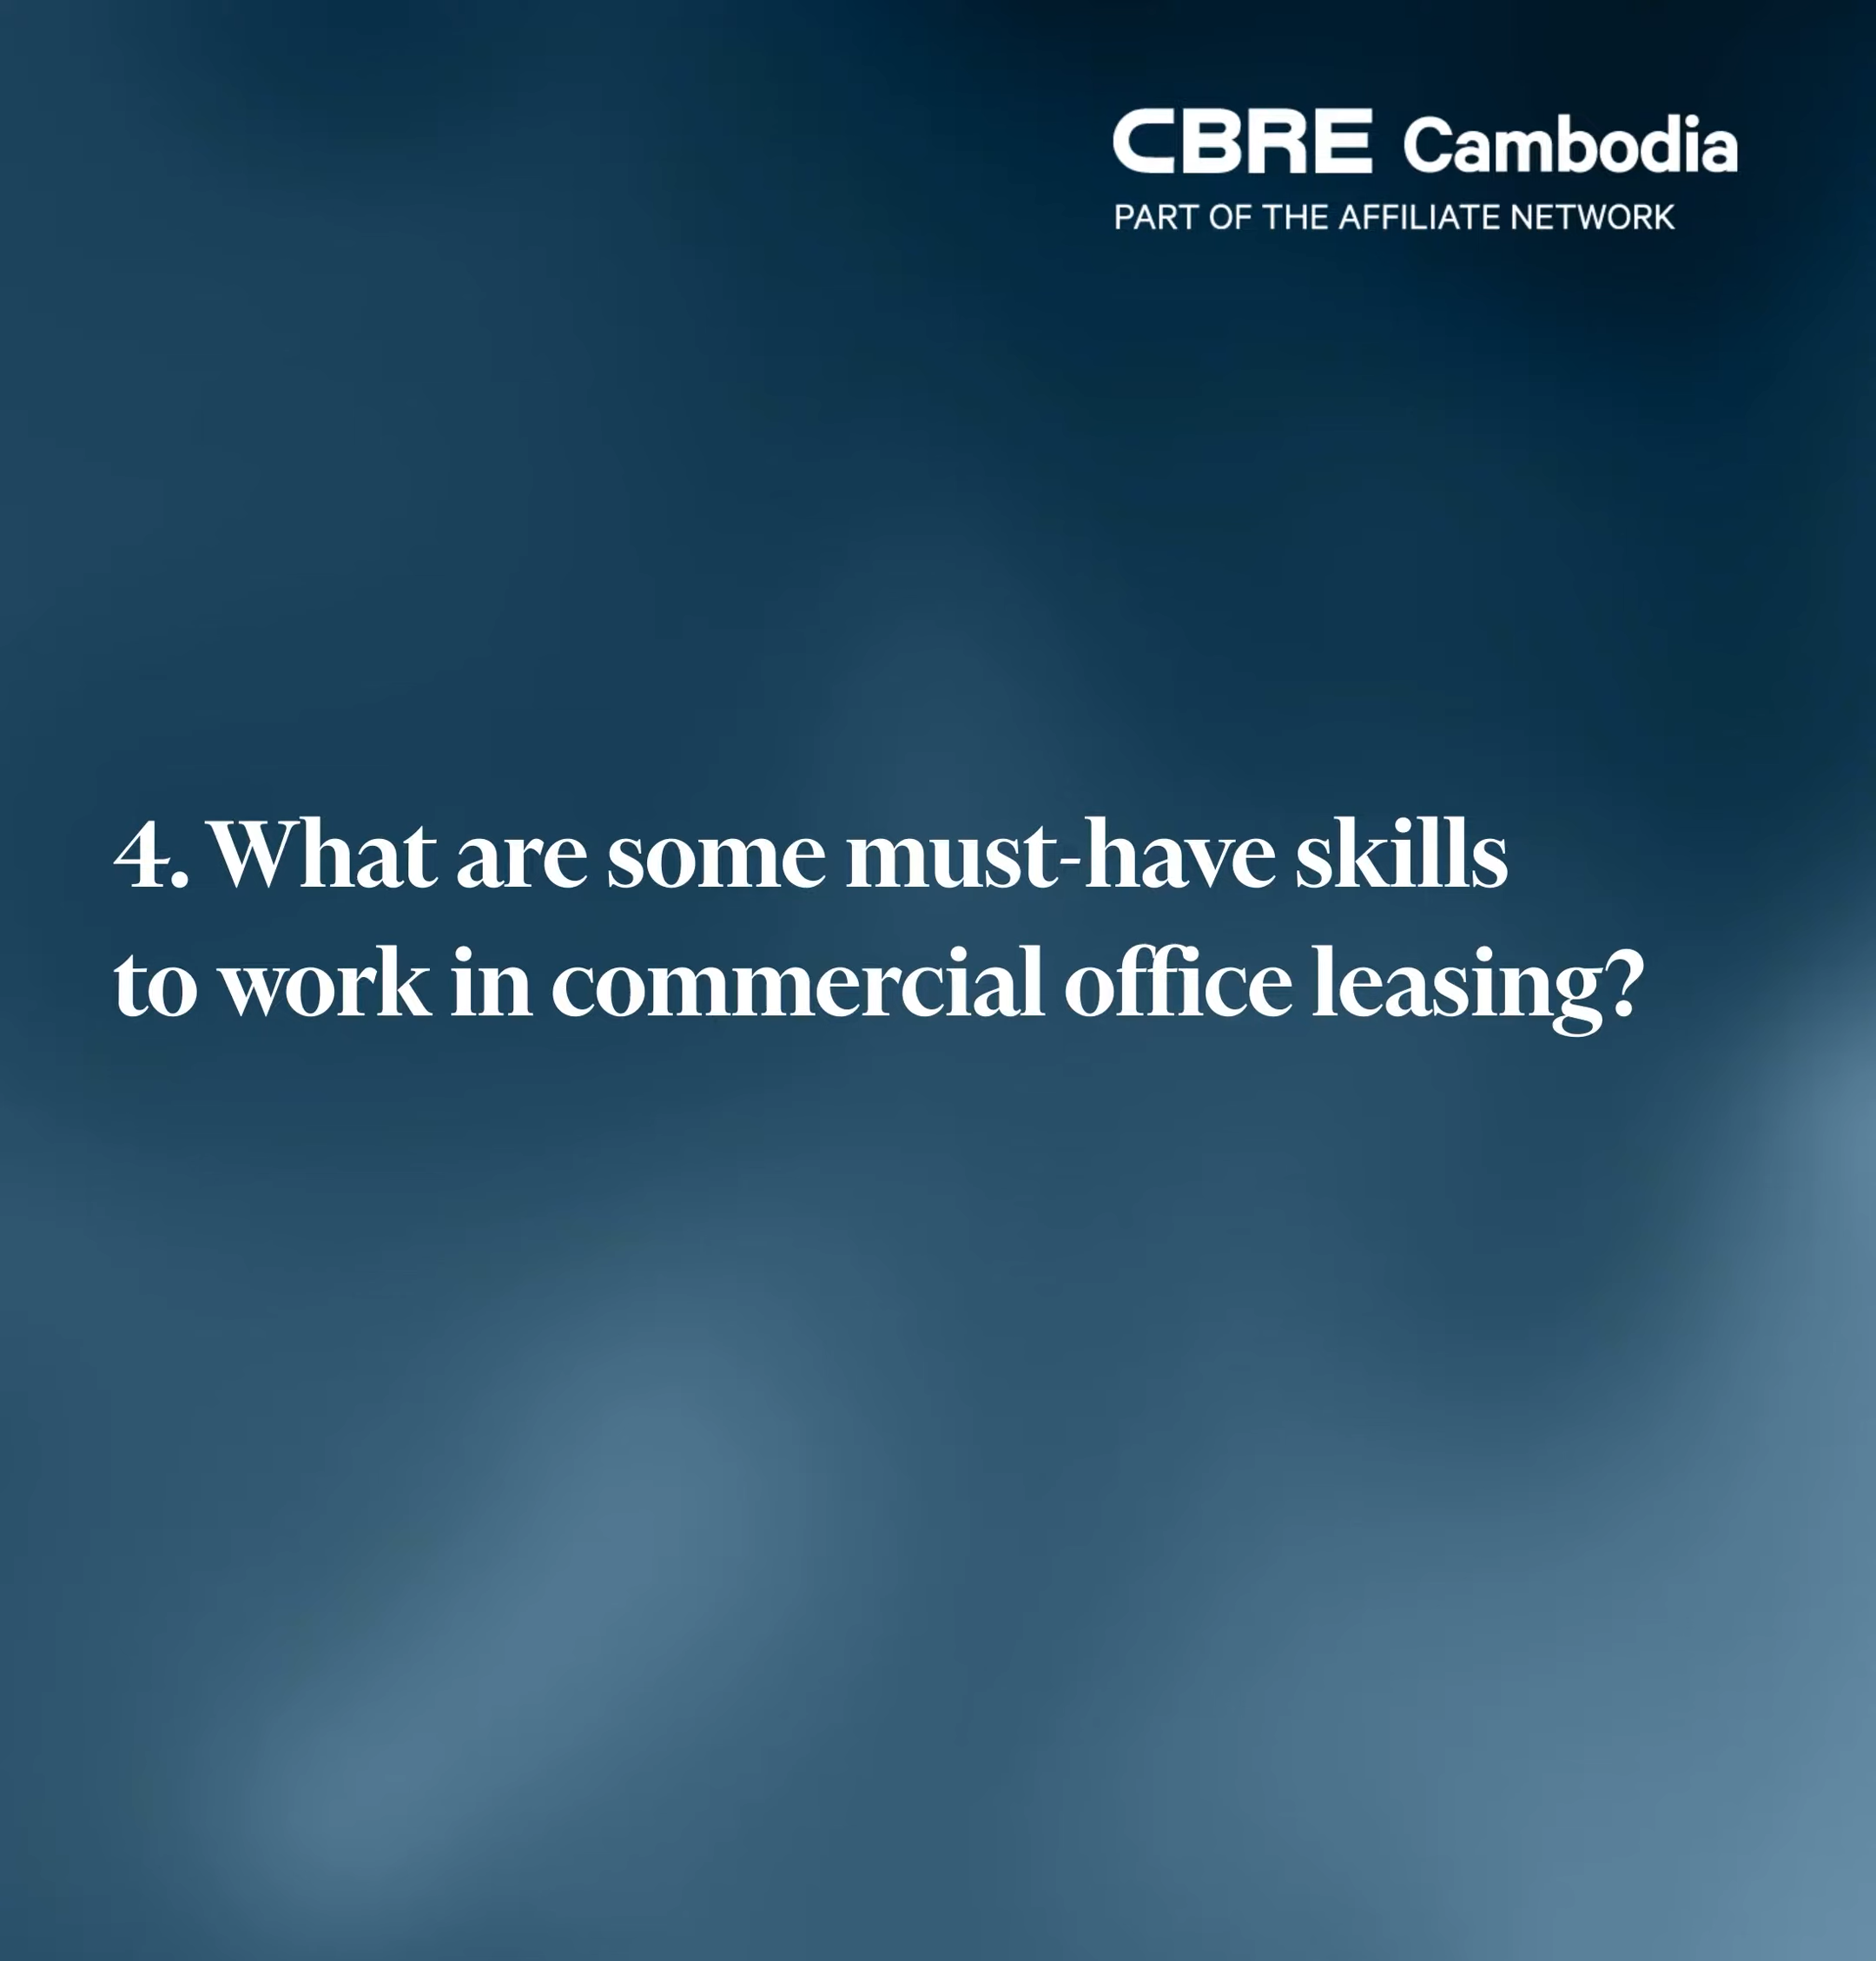 CBRE Cambodia
PART OF THE AFFILIATE NETWORK
4. What are some must-have skills
to work in commercial office leasing?